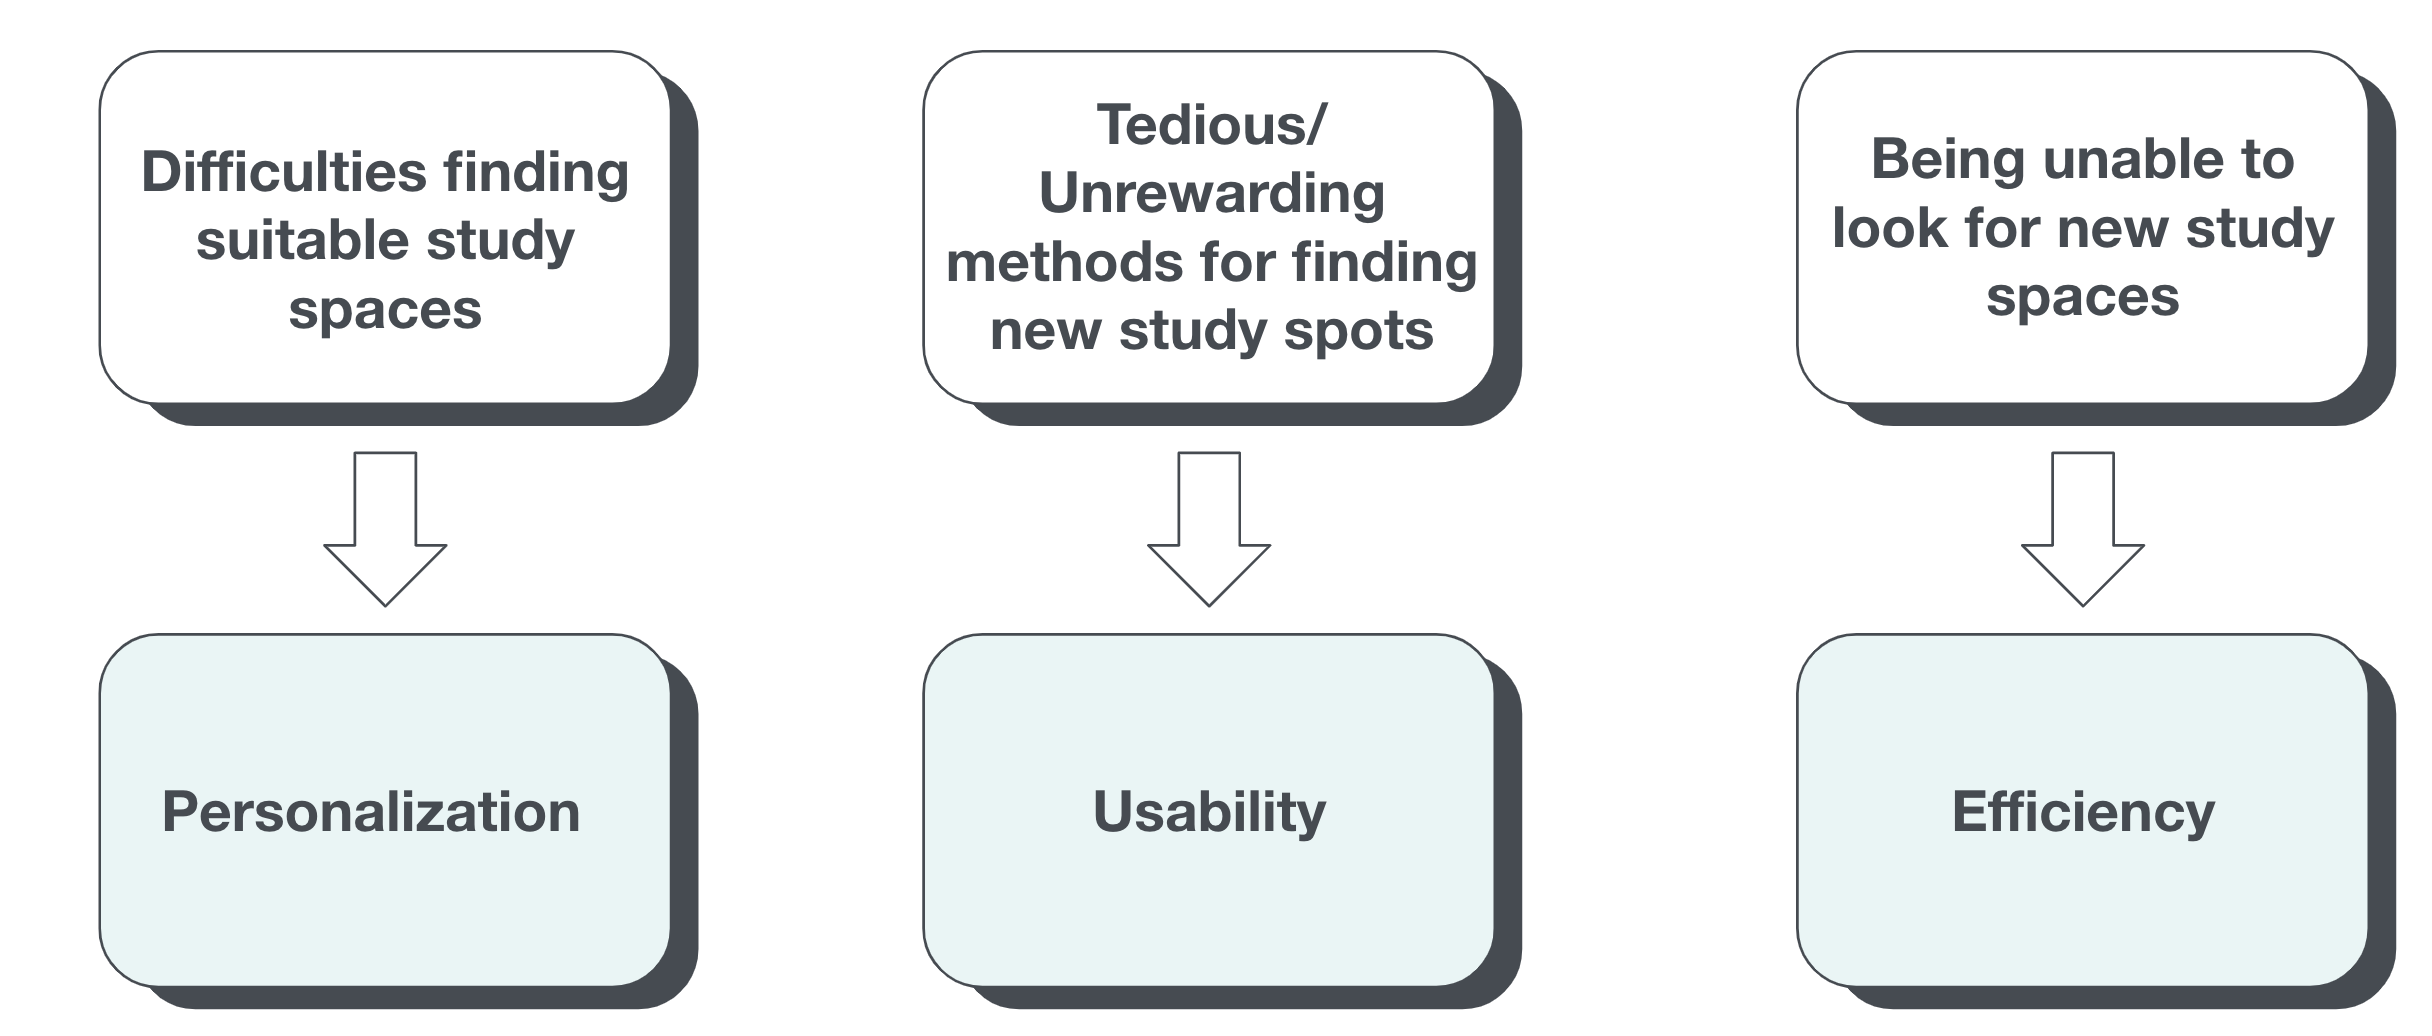 Difficulties finding
suitable study
spaces
Tedious/
Unrewarding
methods for finding
new study spots
Being unable to
look for new study
spaces
Personalization
Usability
Efficiency